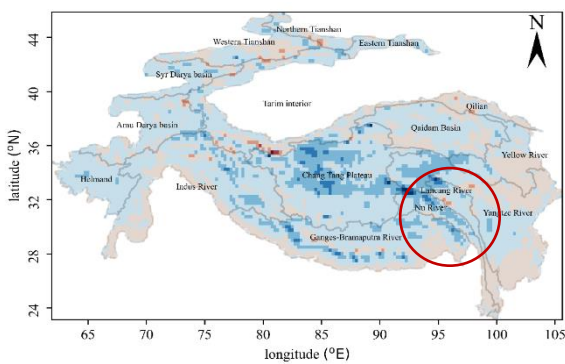 N
Northern Tianshan
Western Tianshan
Eastern Tianshan
Syr Darya basin
Tarim interior
Amu Darya basin
Qilian
Qaidam Basin
Yellow River
Helmand
Indus River
Chang Tang Plateau
Lancang River
Nu River
Yangtze River
Ganges-Bramaputra River
44
40
36
32
28
24
latitude (°N)
65
70
75
80
85
90
95
100
105
longitude (°E)